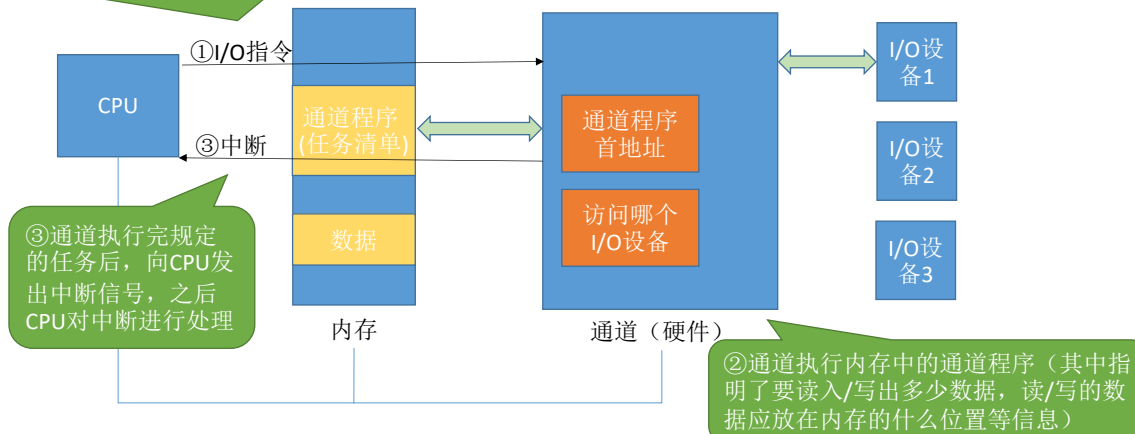 ①I/O指令
CPU
通道程序
(任务清单)
③中断
数据
内存
通道程序
首地址
访问哪个
I/O设备
通道（硬件）
I/O设
备1
I/O设
备2
I/O设
备3
③通道执行完规定
的任务后，向CPU发
出中断信号，之后
CPU对中断进行处理
②通道执行内存中的通道程序（其中指
明了要读入/写出多少数据，读/写的数
据应放在内存的什么位置等信息）